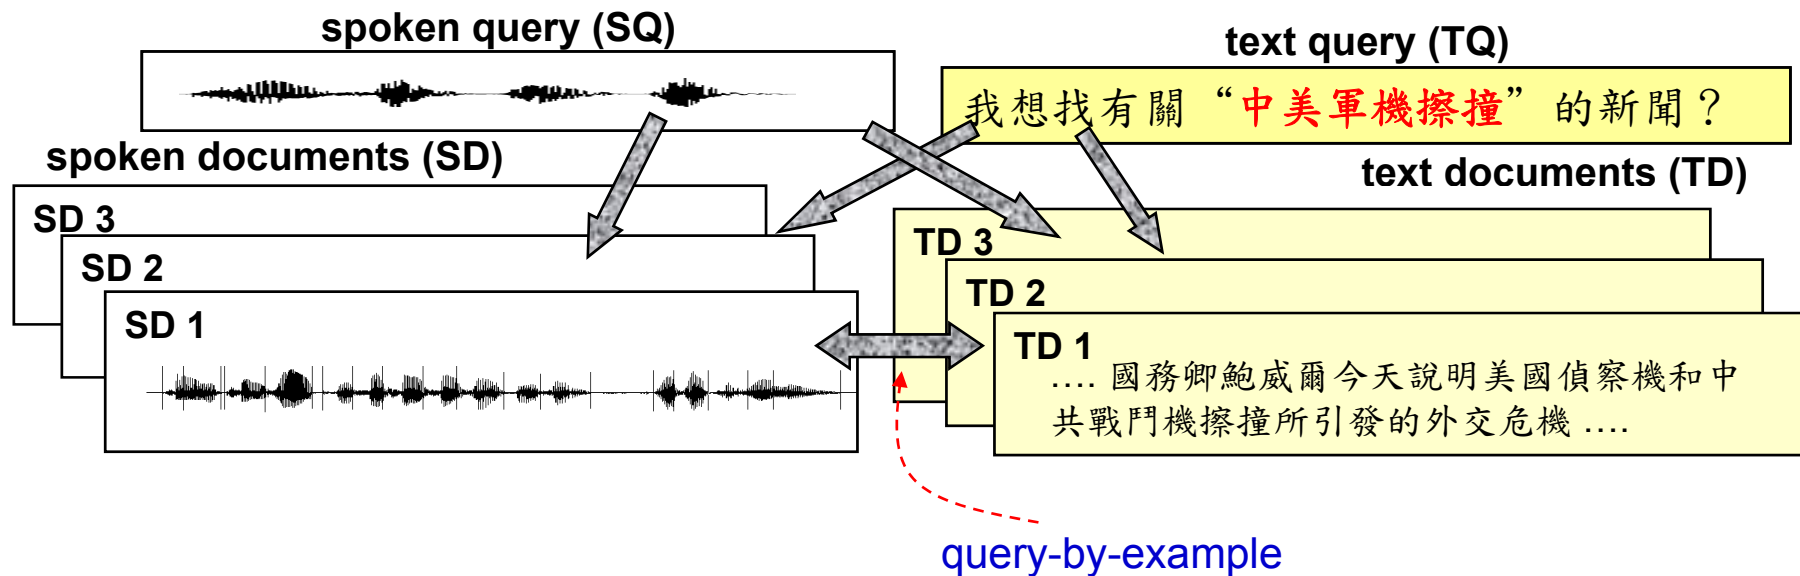 spoken query (SQ)
text query (TQ)
我想找有關“中美軍機擦撞”的新聞？
spoken documents (SD)
text documents (TD)
SD 3
SD 2
SD 1
TD 3
TD 2
TD 1
.... 國務卿鮑威爾今天說明美國偵察機和中
共戰鬥機擦撞所引發的外交危機 ....
query-by-example